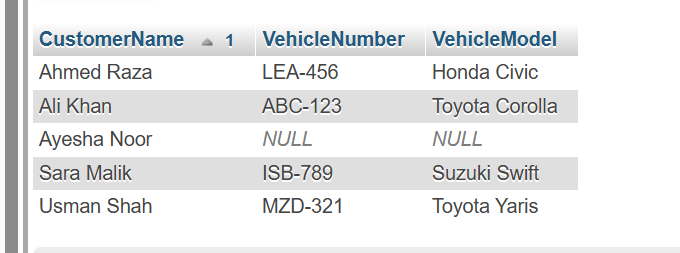 CustomerName 1 VehicleNumber VehicleModel
Ahmed Raza LEA-456 Honda Civic
Ali Khan ABC-123 Toyota Corolla
Ayesha Noor NULL NULL
Sara Malik ISB-789 Suzuki Swift
Usman Shah MZD-321 Toyota Yaris